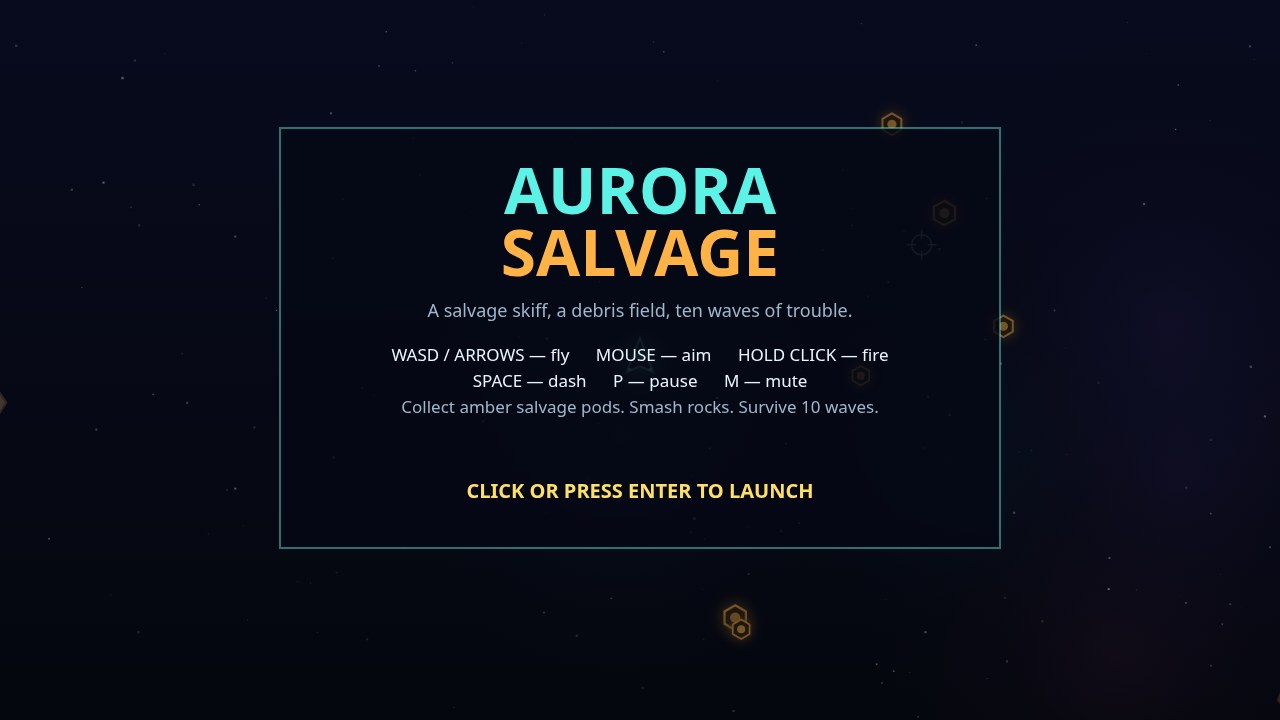 AURORA
SALVAGE
A salvage skiff, a debris field, ten waves of trouble.
WASD / ARROWS — fly MOUSE — aim HOLD CLICK — fire
SPACE — dash P — pause M — mute
Collect amber salvage pods. Smash rocks. Survive 10 waves.
CLICK OR PRESS ENTER TO LAUNCH